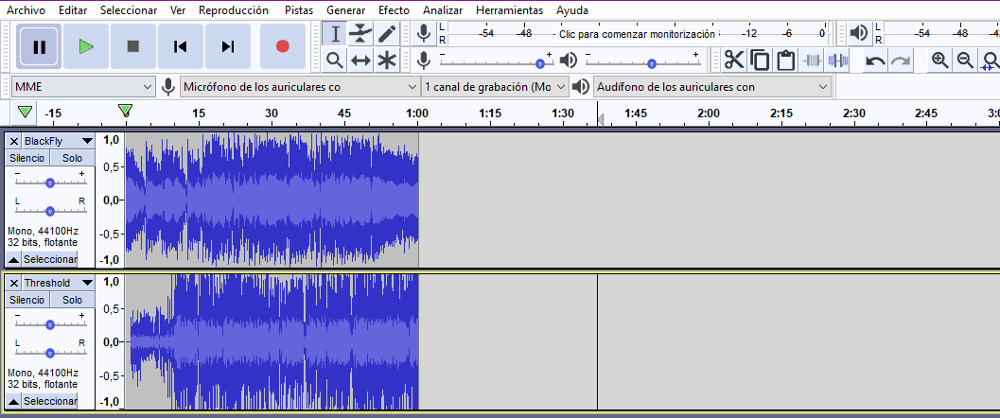 Archivo Editar Seleccionar Ver Reproducción Pistas Generar Efecto Analizar Herramientas Ayuda
L -54 -48 Clic para comenzar monitorización -12 -6 0 L -54 -48
R R
MME Micrófono de los auriculares co 1 canal de grabación (Mo Audífono de los auriculares con
-15 0 15 30 45 1:00 1:15 1:30 1:45 2:00 2:15 2:30 2:45
X BlackFly 1,0
Silencio Solo 0,5
- +
L R 0,0
Mono, 44100Hz -0,5
32 bits, flotante
Seleccionar -1,0
X Threshold 1,0
Silencio Solo 0,5
- +
L R 0,0
Mono, 44100Hz -0,5
32 bits, flotante
Seleccionar -1,0